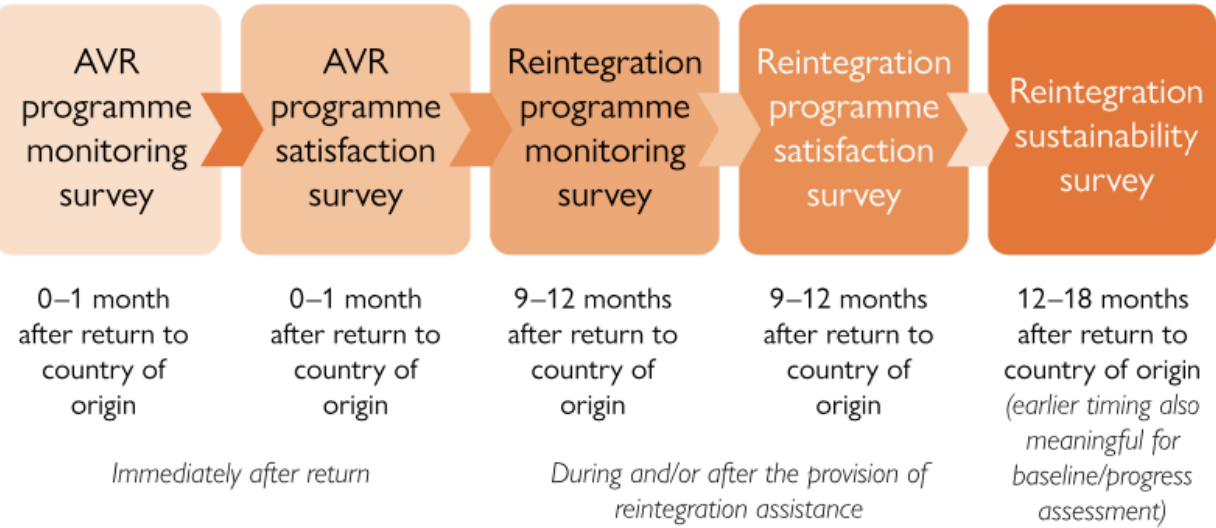 AVR
programme
monitoring
survey
AVR
programme
satisfaction
survey
Reintegration
programme
monitoring
survey
Reintegration
programme
satisfaction
survey
Reintegration
sustainability
survey
0–1 month
after return to
country of
origin
0–1 month
after return to
country of
origin
9–12 months
after return to
country of
origin
9–12 months
after return to
country of
origin
12–18 months
after return to
country of origin
(earlier timing also
meaningful for
baseline/progress
assessment)
Immediately after return
During and/or after the provision of
reintegration assistance